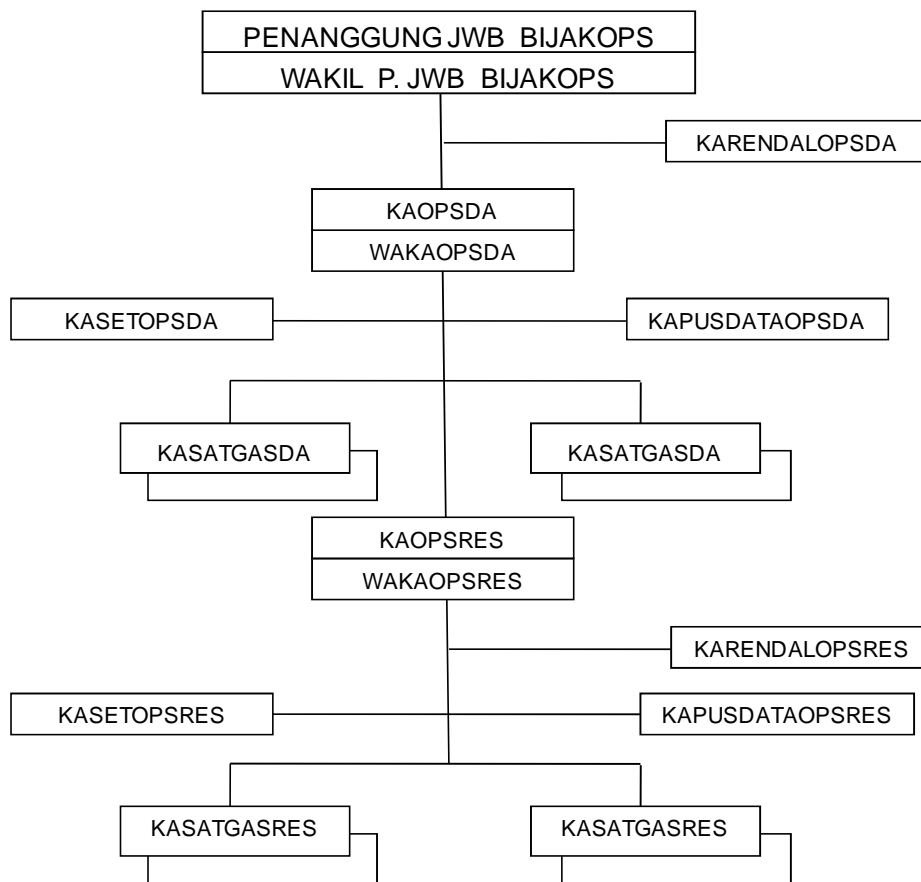 PENANGGUNG JWB BIJAKOPS
WAKIL P. JWB BIJAKOPS
KARENDALOPSDA
KAOPSDA
WAKAOPSDA
KASETOPSDA
KAPUSDATAOPSDA
KASATGASDA
KASATGASDA
KAOPSRES
WAKAOPSRES
KARENDALOPSRES
KASETOPSRES
KAPUSDATAOPSRES
KASATGASRES
KASATGASRES